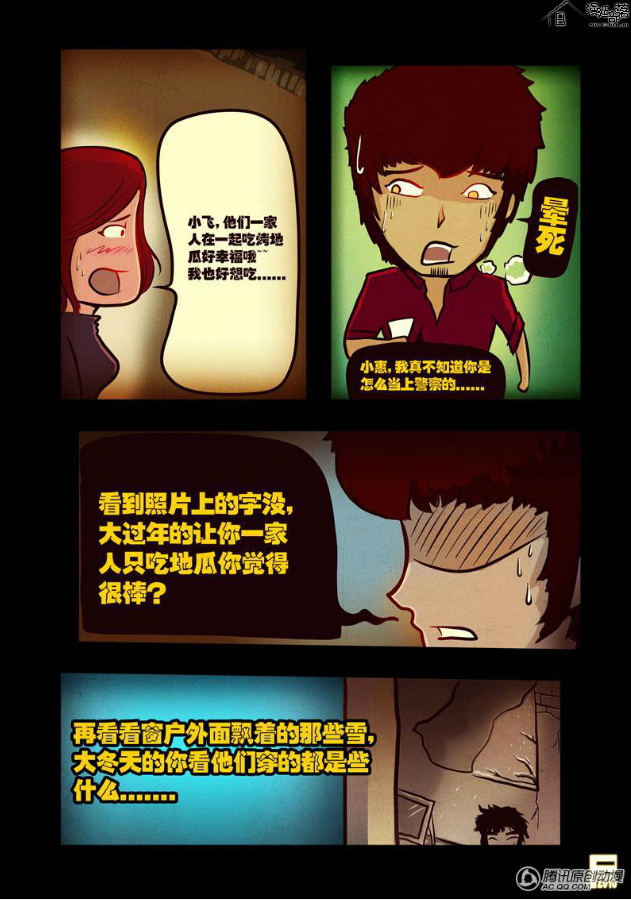 漫征部落
小飞,他们一家
人在一起吃烤地
瓜好幸福哦~~
我也好想吃......
晕
死
小惠,我真不知道你是
怎么当上警察的......
看到照片上的字没,
大过年的让你一家
人只吃地瓜你觉得
很棒?
再看看窗户外面飘着的那些雪,
大冬天的你看他们穿的都是些
什么.......
腾讯原创动漫
AC.QQ.COM